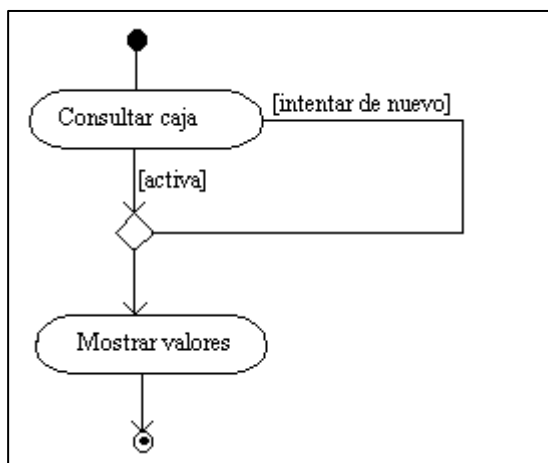 Consultar caja
[intentar de nuevo]
[activa]
Mostrar valores